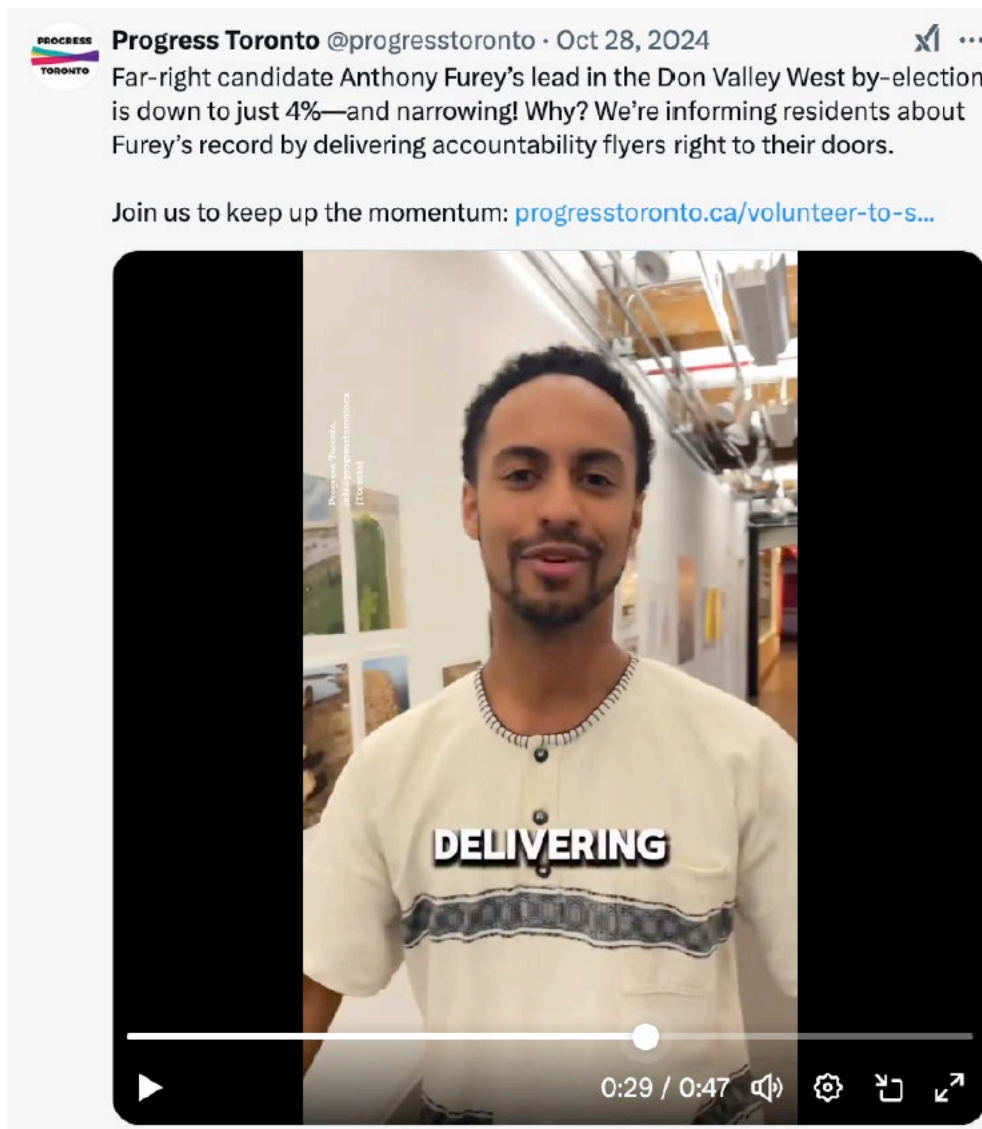 PROGRESS
TORONTO
Progress Toronto @progresstoronto · Oct 28, 2024
Far-right candidate Anthony Furey’s lead in the Don Valley West by-election
is down to just 4%—and narrowing! Why? We’re informing residents about
Furey’s record by delivering accountability flyers right to their doors.
Join us to keep up the momentum: progresstoronto.ca/volunteer-to-s...
Progress Toronto,
[Toronto]
DELIVERING
0:29 / 0:47